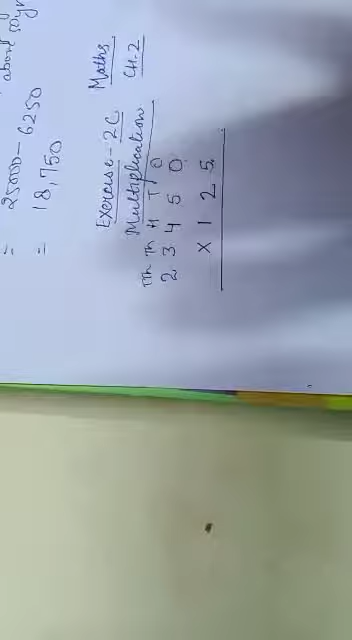 = 25000 - 6250
= 18,750
Maths
CH-2
Exercise - 2C
Multiplication
TTh Th H T O
2 3 4 5 0
× 1 2 5